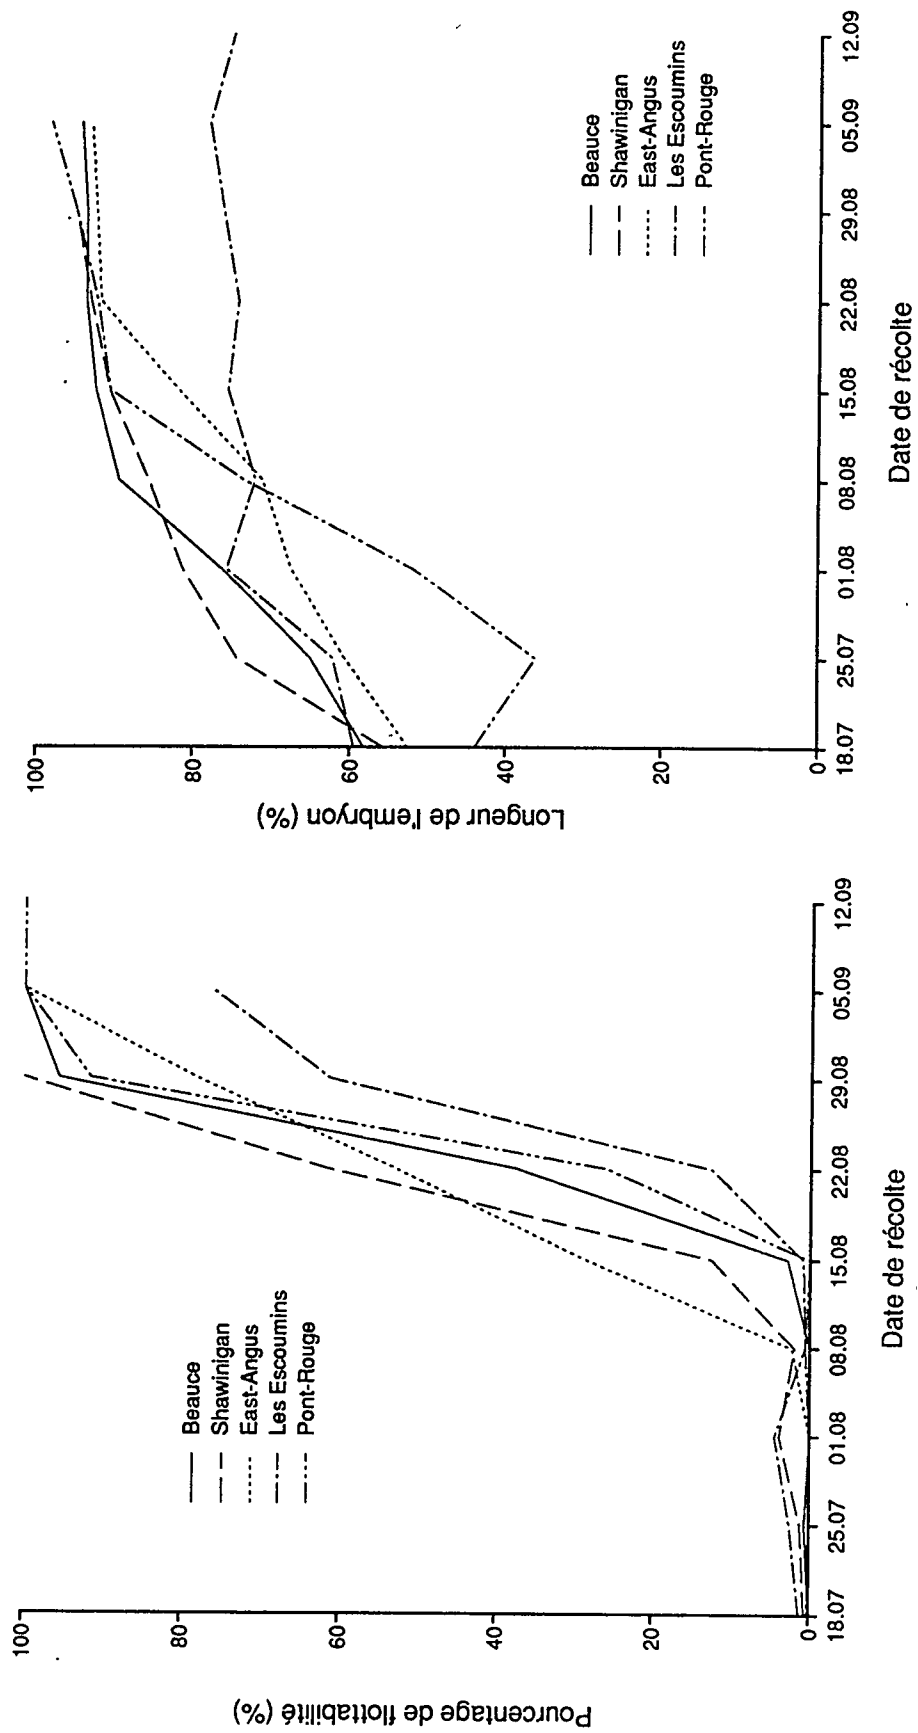 Pourcentage de flottabilité (%)
100
80
60
40
20
0
Beauce
Shawinigan
East-Angus
Les Escoumins
Pont-Rouge
18.07 25.07 01.08 08.08 15.08 22.08 29.08 05.09 12.09
Date de récolte
Longeur de l'embryon (%)
100
80
60
40
20
0
Beauce
Shawinigan
East-Angus
Les Escoumins
Pont-Rouge
18.07 25.07 01.08 08.08 15.08 22.08 29.08 05.09 12.09
Date de récolte